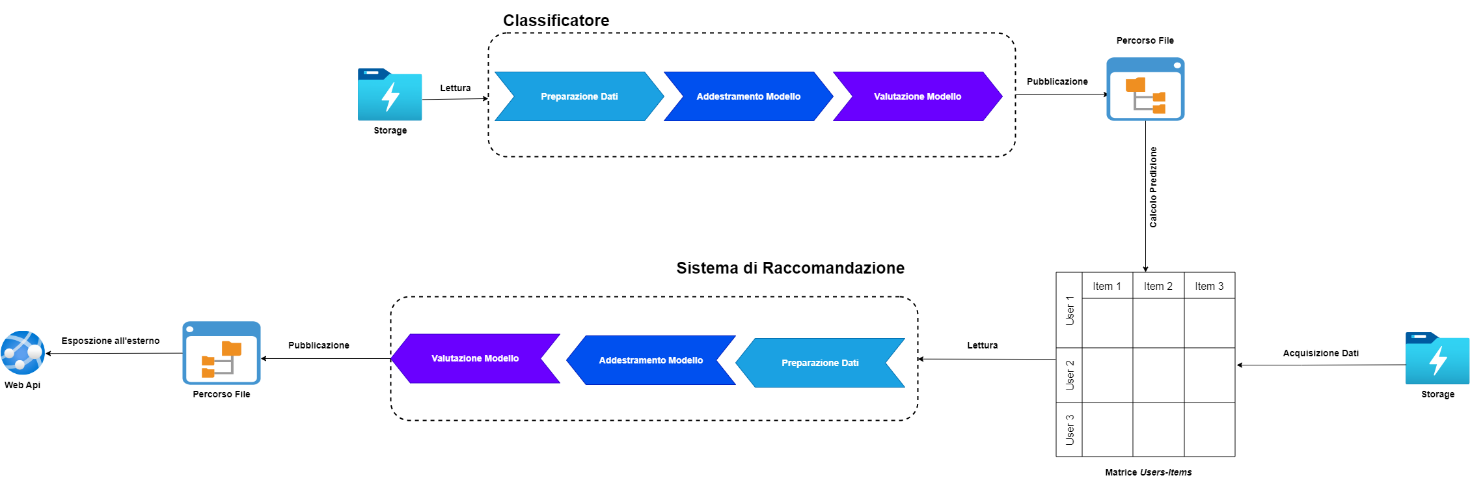 Classificatore
Percorso File
Lettura
Preparazione Dati
Addestramento Modello
Valutazione Modello
Pubblicazione
Storage
Calcolo Predizione
Sistema di Raccomandazione
Item 1
Item 2
Item 3
User 1
User 2
User 3
Esposizione all'esterno
Pubblicazione
Valutazione Modello
Addestramento Modello
Preparazione Dati
Lettura
Acquisizione Dati
Web Api
Percorso File
Storage
Matrice Users-Items